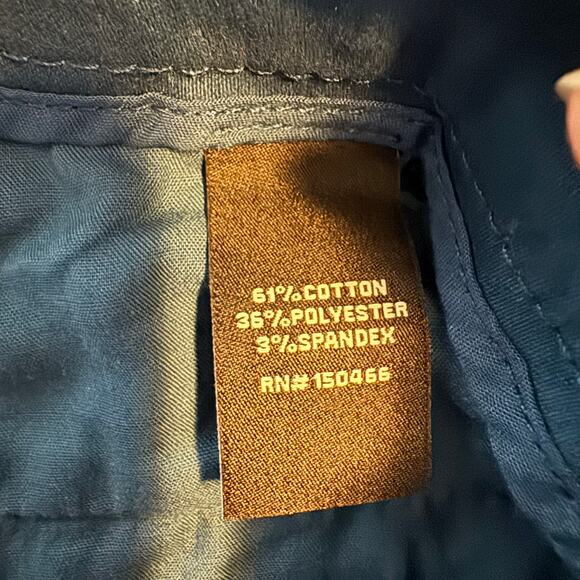 61%COTTON
36%POLYESTER
3%SPANDEX
RN#150466